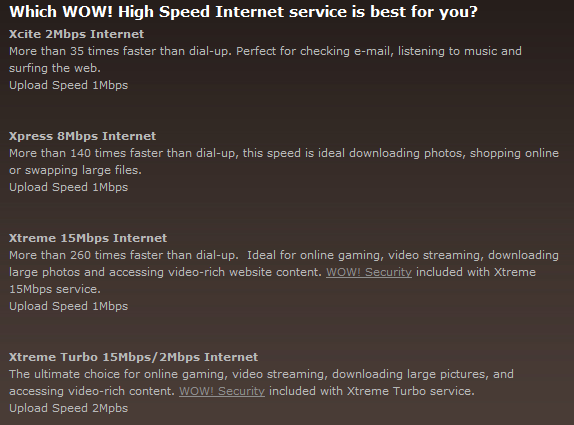 Which WOW! High Speed Internet service is best for you?
Xcite 2Mbps Internet
More than 35 times faster than dial-up. Perfect for checking e-mail, listening to music and
surfing the web.
Upload Speed 1Mbps
Xpress 8Mbps Internet
More than 140 times faster than dial-up, this speed is ideal downloading photos, shopping online
or swapping large files.
Upload Speed 1Mbps
Xtreme 15Mbps Internet
More than 260 times faster than dial-up.  Ideal for online gaming, video streaming, downloading
large photos and accessing video-rich website content. WOW! Security included with Xtreme
15Mbps service.
Upload Speed 1Mbps
Xtreme Turbo 15Mbps/2Mbps Internet
The ultimate choice for online gaming, video streaming, downloading large pictures, and
accessing video-rich content. WOW! Security included with Xtreme Turbo service.
Upload Speed 2Mpbs